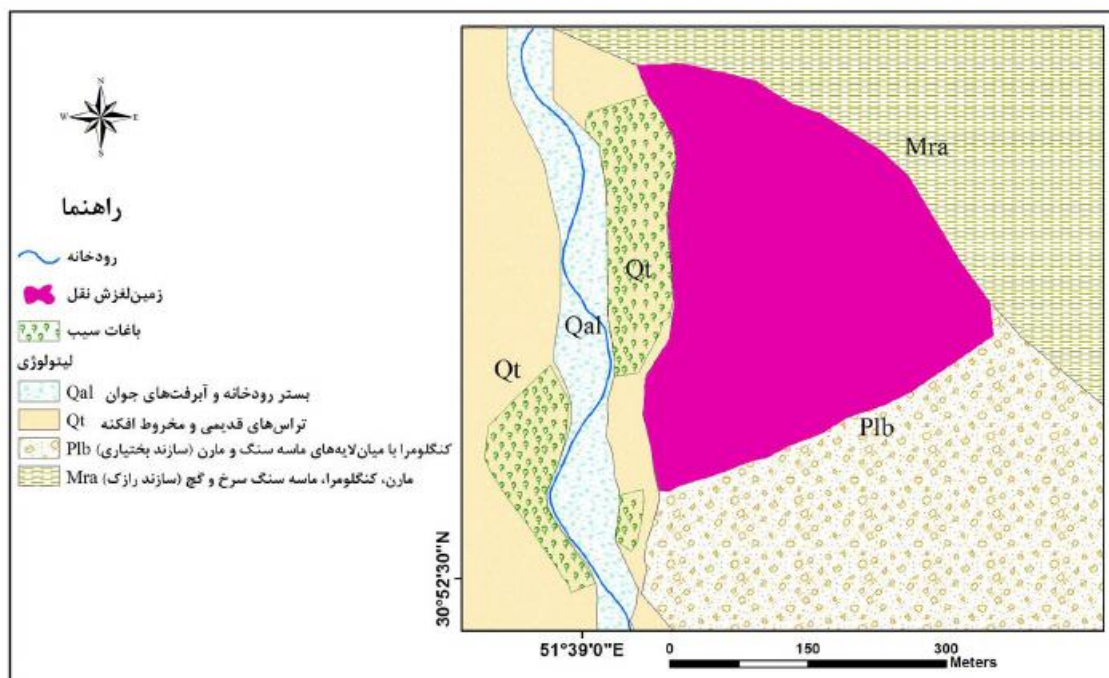 N
W E
S
راهنما
رودخانه
زمین‌لغزش نقل
باغات سیب
لیتولوژی
Qal بستر رودخانه و آبرفت‌های جوان
Qt تراس‌های قدیمی و مخروط افکنه
Plb کنگلومرا با میان‌لایه‌های ماسه سنگ و مارن (سازند بختیاری)
Mra مارن، کنگلومرا، ماسه سنگ سرخ و گچ (سازند رازک)
Mra
Qt
Qal
Qt
Plb
30°52'30"N
51°39'0"E
0 150 300
Meters